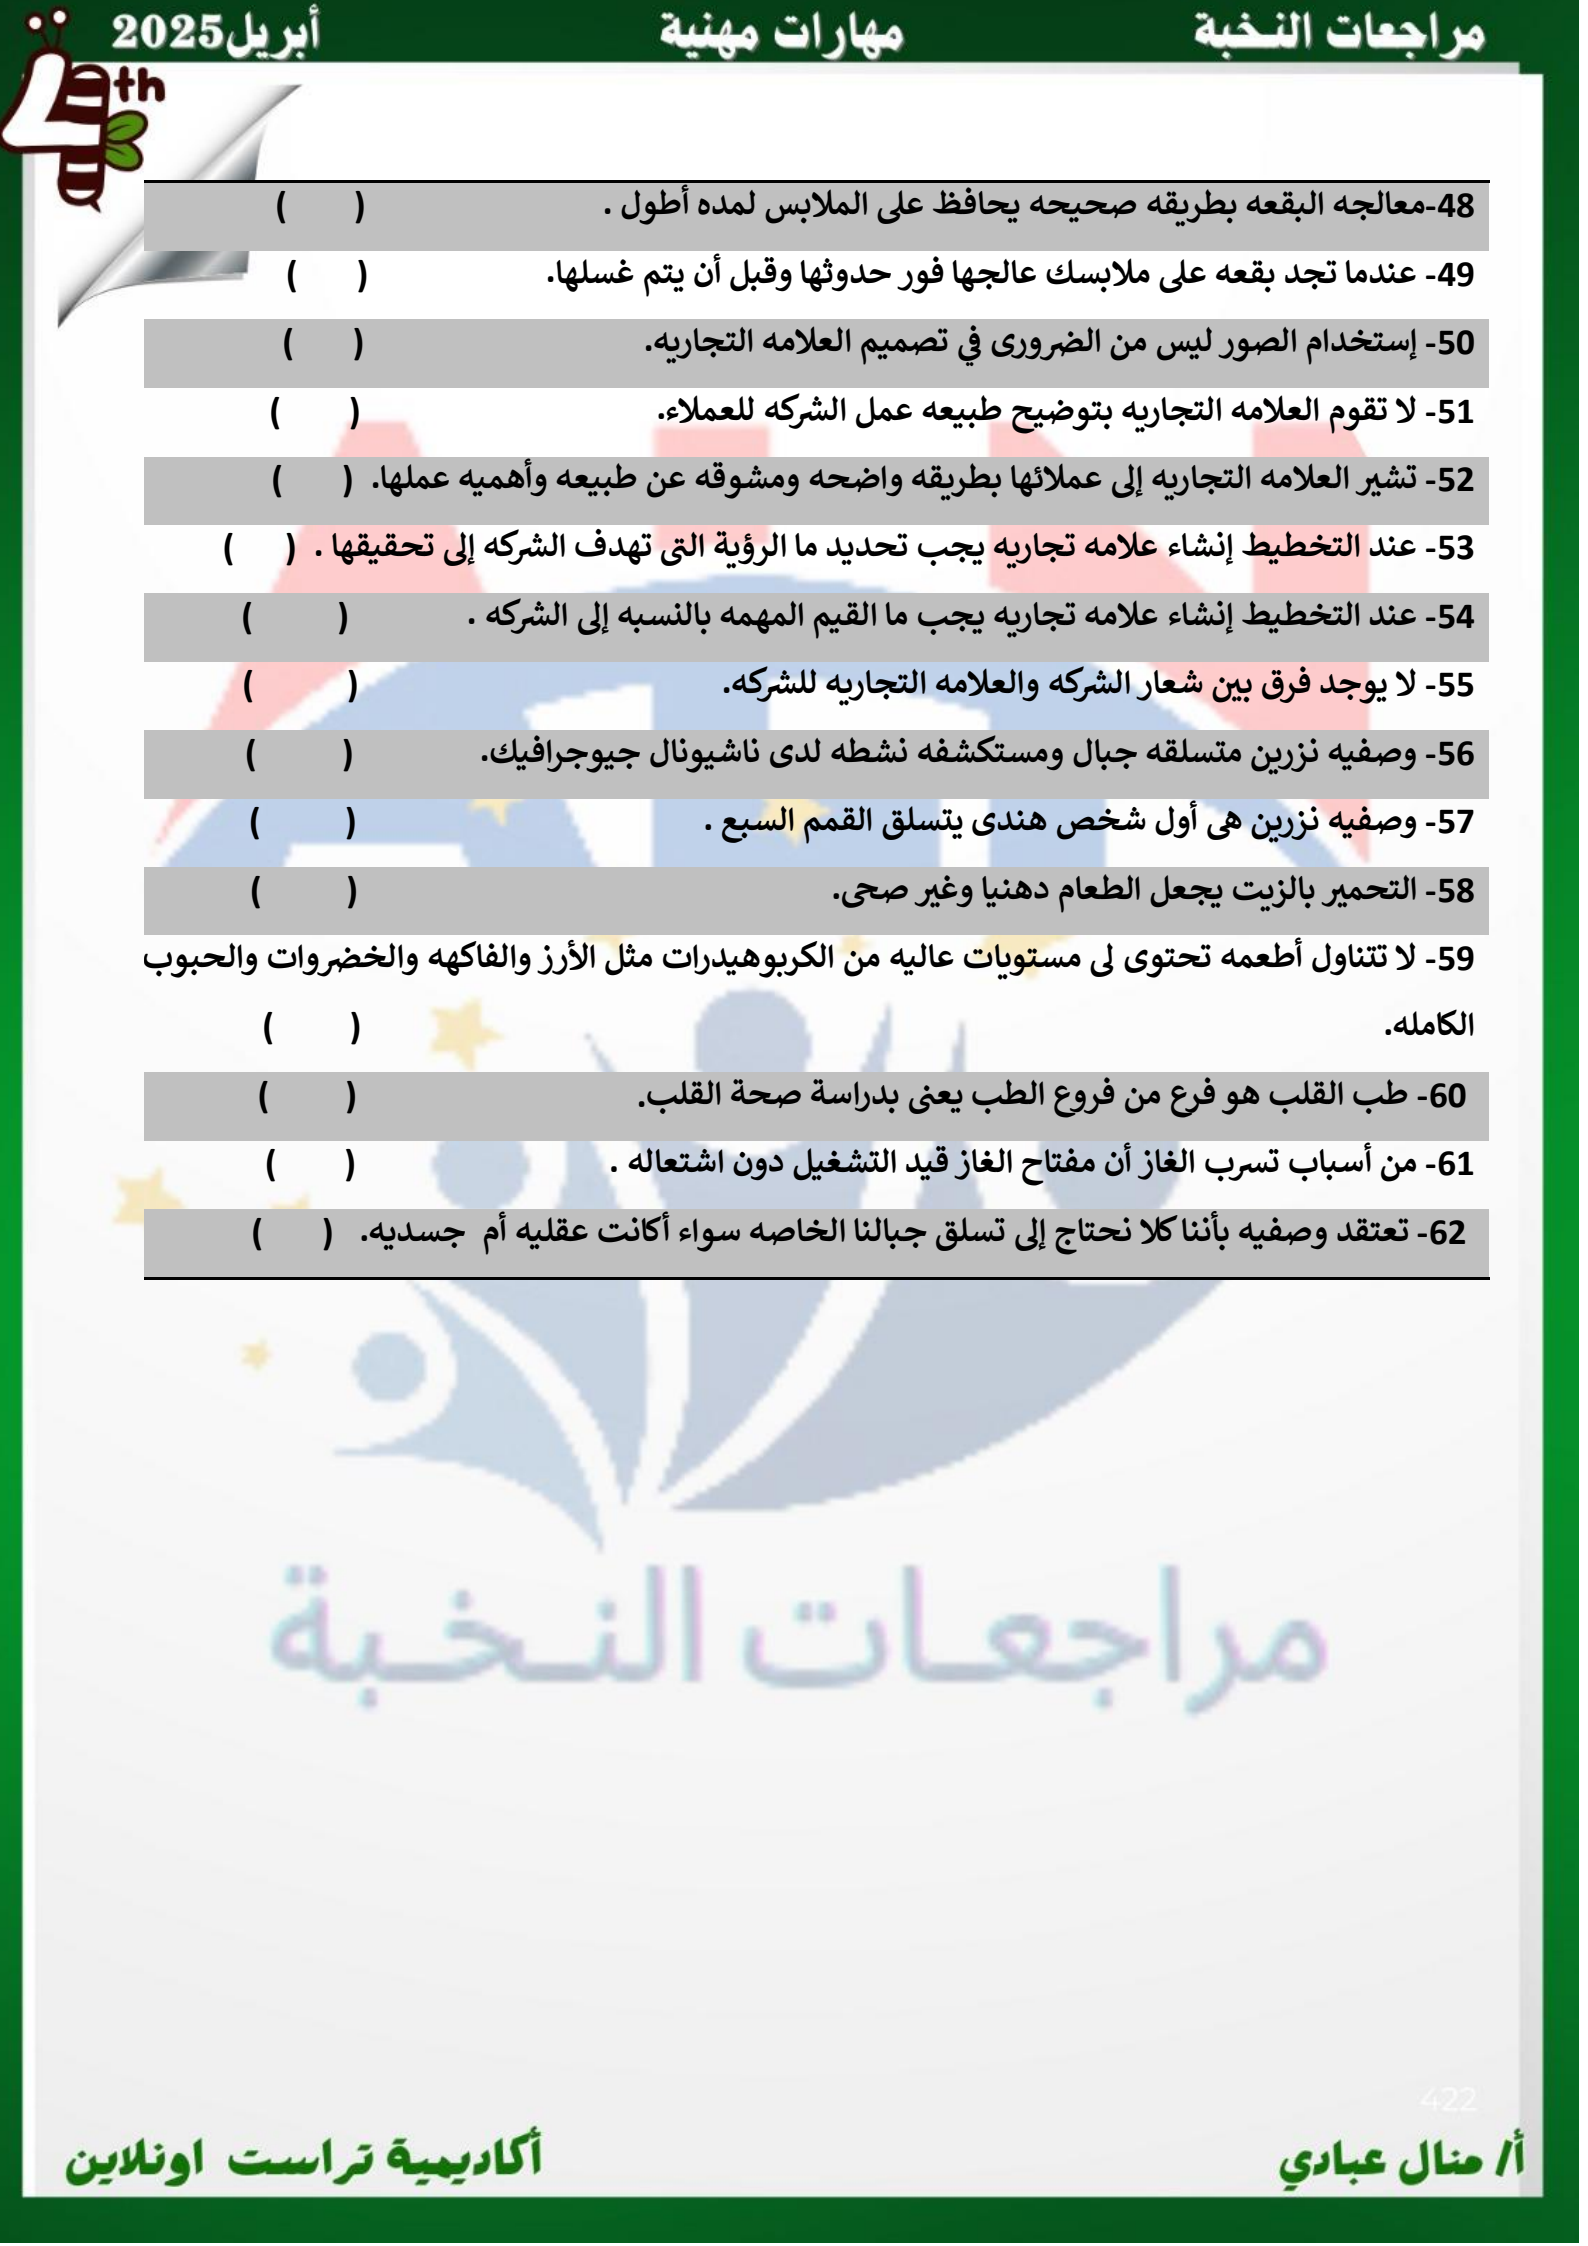 مراجعات النخبة مهارات مهنية أبريل2025
4th
48-معالجه البقعه بطريقه صحيحه يحافظ على الملابس لمده أطول . ( )
49- عندما تجد بقعه على ملابسك عالجها فور حدوثها وقبل أن يتم غسلها. ( )
50- إستخدام الصور ليس من الضرورى في تصميم العلامه التجاريه. ( )
51- لا تقوم العلامه التجاريه بتوضيح طبيعه عمل الشركه للعملاء. ( )
52- تشير العلامه التجاريه إلى عملائها بطريقه واضحه ومشوقه عن طبيعه وأهميه عملها. ( )
53- عند التخطيط إنشاء علامه تجاريه يجب تحديد ما الرؤية التى تهدف الشركه إلى تحقيقها . ( )
54- عند التخطيط إنشاء علامه تجاريه يجب ما القيم المهمه بالنسبه إلى الشركه . ( )
55- لا يوجد فرق بين شعار الشركه والعلامه التجاريه للشركه. ( )
56- وصفيه نزرين متسلقه جبال ومستكشفه نشطه لدى ناشيونال جيوجرافيك. ( )
57- وصفيه نزرين هى أول شخص هندى يتسلق القمم السبع . ( )
58- التحمير بالزيت يجعل الطعام دهنيا وغير صحى. ( )
59- لا تتناول أطعمه تحتوى لى مستويات عاليه من الكربوهيدرات مثل الأرز والفاكهه والخضروات والحبوب
الكامله. ( )
60- طب القلب هو فرع من فروع الطب يعنى بدراسة صحة القلب. ( )
61- من أسباب تسرب الغاز أن مفتاح الغاز قيد التشغيل دون اشتعاله . ( )
62- تعتقد وصفيه بأننا كلا نحتاج إلى تسلق جبالنا الخاصه سواء أكانت عقليه أم جسديه. ( )
مراجعات النخبة
422
أ/ منال عبادي أكاديمية تراست اونلاين